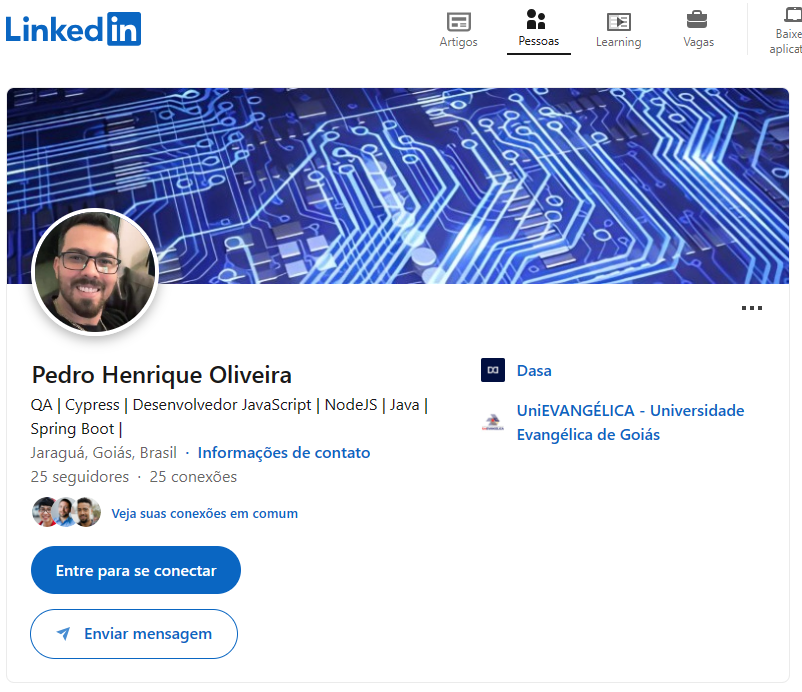 LinkedIn
Artigos
Pessoas
Learning
Vagas
Baixe
aplicat
Pedro Henrique Oliveira
QA | Cypress | Desenvolvedor JavaScript | NodeJS | Java |
Spring Boot |
Jaraguá, Goiás, Brasil · Informações de contato
25 seguidores · 25 conexões
Veja suas conexões em comum
Entre para se conectar
Enviar mensagem
Dasa
UniEVANGÉLICA - Universidade
Evangélica de Goiás